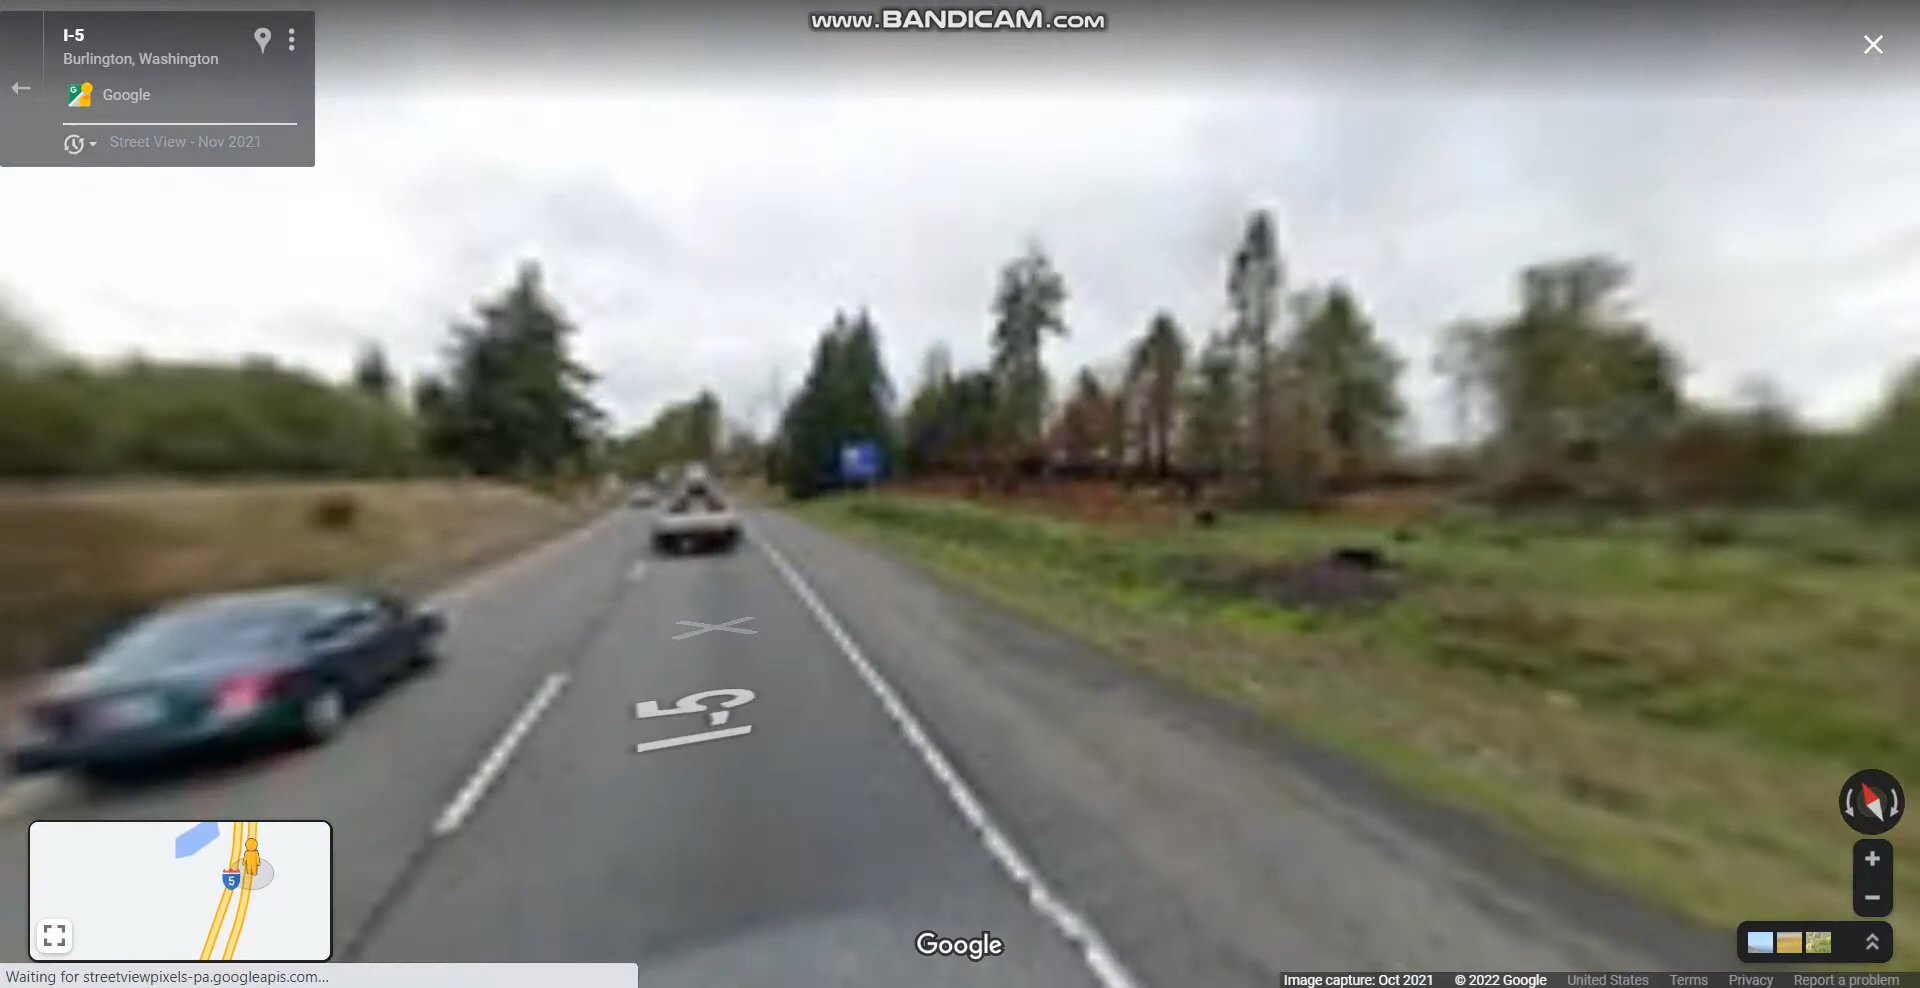 www.BANDICAM.com
I-5
Burlington, Washington
Google
Street View - Nov 2021
I-5
5
Google
Waiting for streetviewpixels-pa.googleapis.com...
Image capture: Oct 2021 © 2022 Google United States Terms Privacy Report a problem